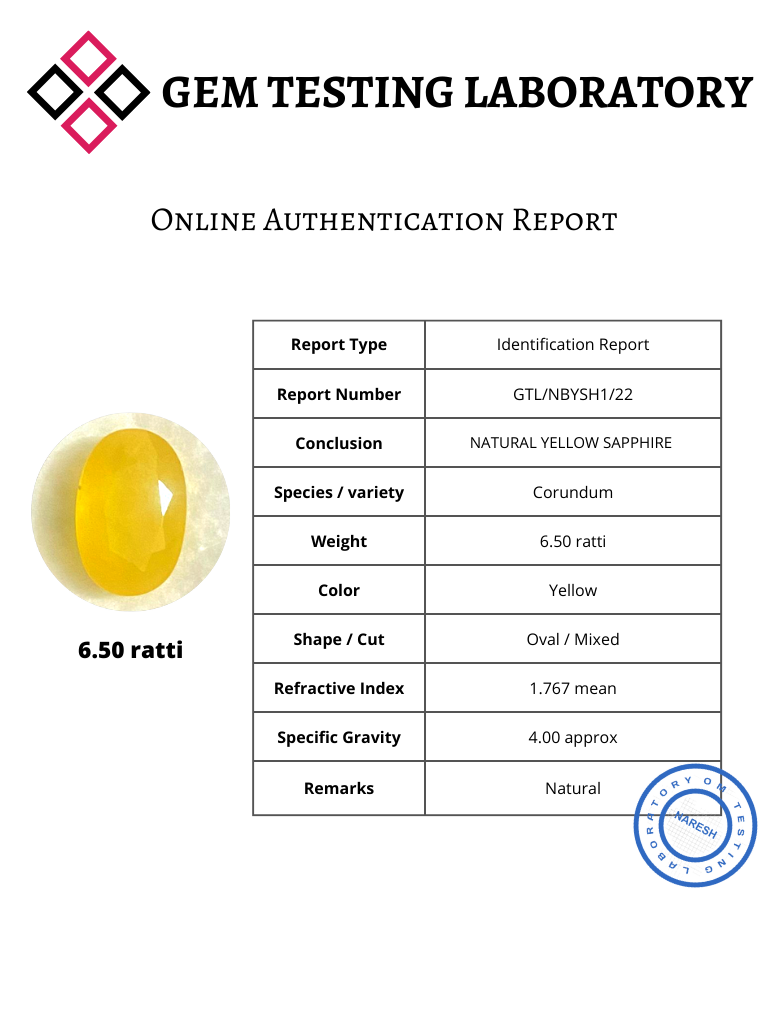 GEM TESTING LABORATORY
Online Authentication Report
Report Type Identification Report
Report Number GTL/NBYSH1/22
Conclusion NATURAL YELLOW SAPPHIRE
Species / variety Corundum
Weight 6.50 ratti
Color Yellow
Shape / Cut Oval / Mixed
Refractive Index 1.767 mean
Specific Gravity 4.00 approx
Remarks Natural
6.50 ratti
OM TESTING LABORATORY
NARESH